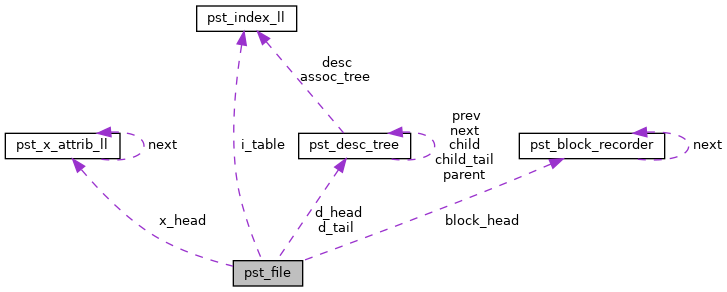 pst_index_ll
desc
assoc_tree
prev
next
child
child_tail
parent
pst_x_attrib_ll
next
i_table
pst_desc_tree
pst_block_recorder
next
x_head
d_head
d_tail
block_head
pst_file